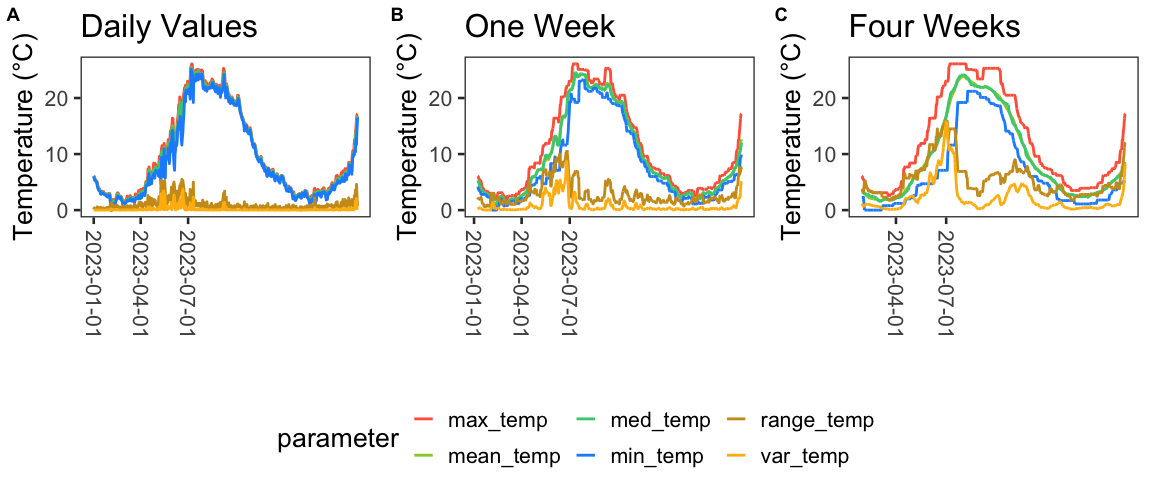 A
Daily Values
Temperature (°C)
20
10
0
2023-01-01
2023-04-01
2023-07-01
B
One Week
Temperature (°C)
20
10
0
2023-01-01
2023-04-01
2023-07-01
C
Four Weeks
Temperature (°C)
20
10
0
2023-04-01
2023-07-01
parameter
max_temp
mean_temp
med_temp
min_temp
range_temp
var_temp